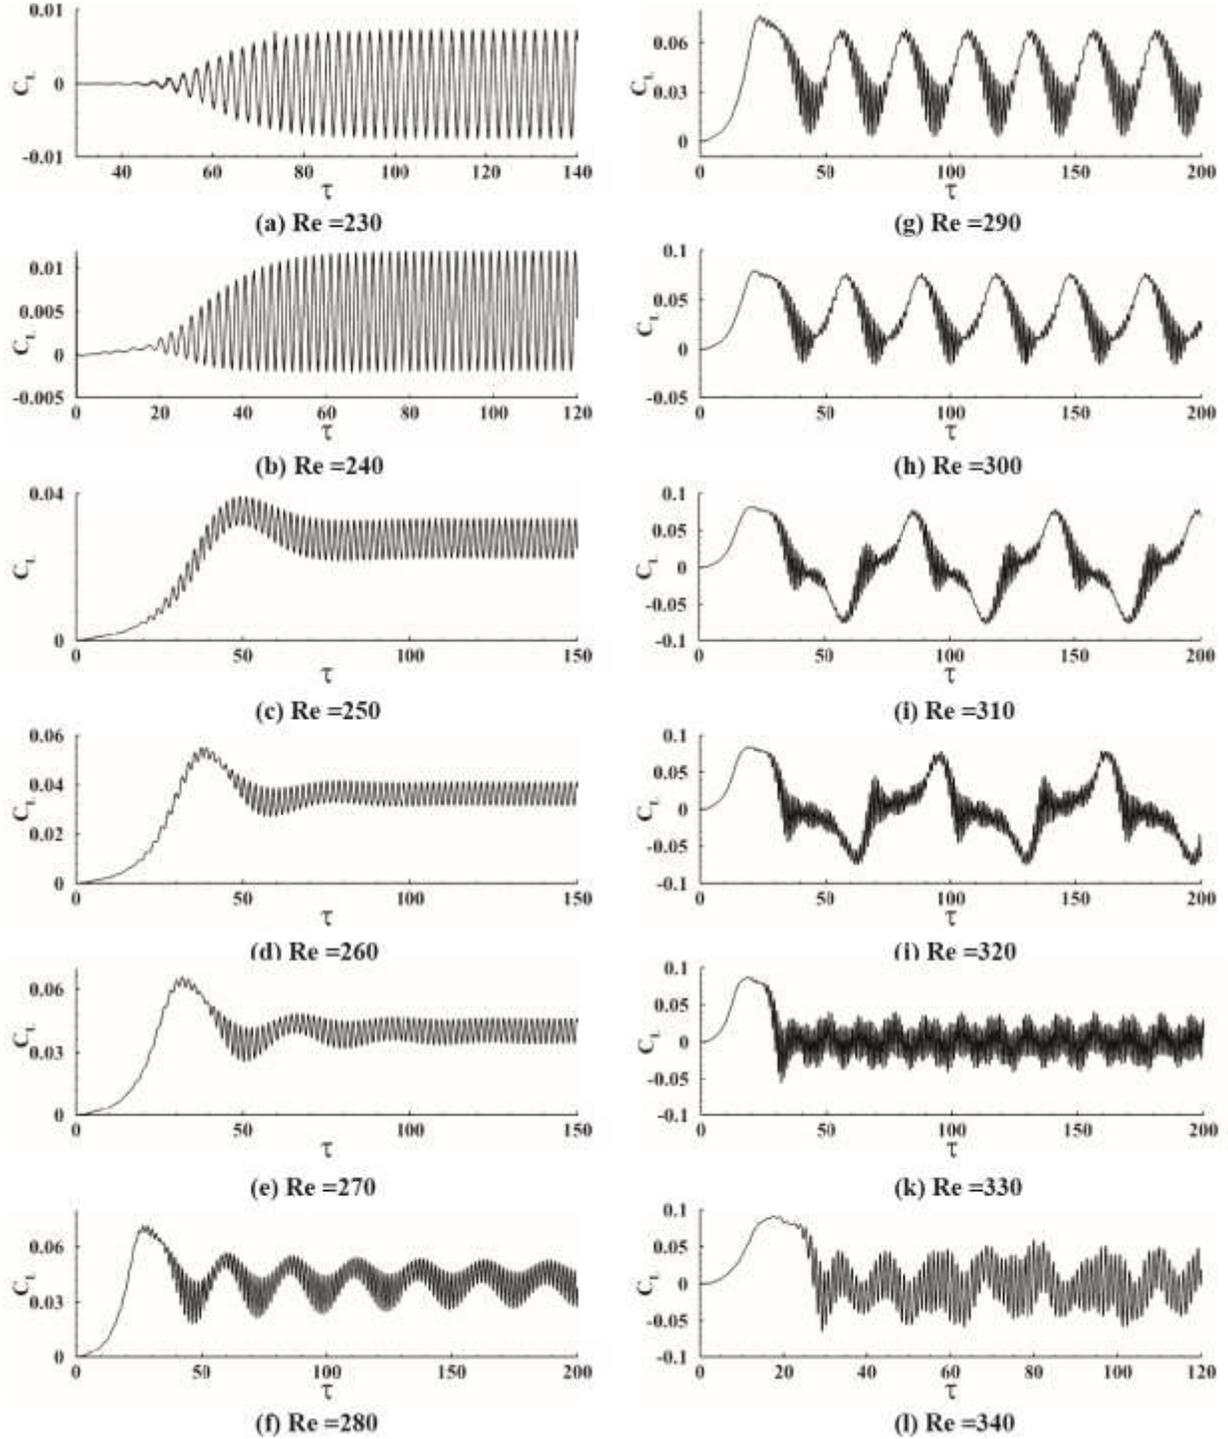 0.01
C_L
0
-0.01
40 60 80 100 120 140
τ
(a) Re =230
0.01
0.005
C_L
0
-0.005
0 20 40 60 80 100 120
τ
(b) Re =240
0.04
C_L
0
0 50 100 150
τ
(c) Re =250
0.06
0.04
C_L
0.02
0
0 50 100 150
τ
(d) Re =260
0.06
C_L
0.03
0
0 50 100 150
τ
(e) Re =270
0.06
C_L
0.03
0
0 50 100 150 200
τ
(f) Re =280
0.06
C_L
0.03
0
0 50 100 150 200
τ
(g) Re =290
0.1
0.05
C_L
0
-0.05
0 50 100 150 200
τ
(h) Re =300
0.1
0.05
C_L
0
-0.05
-0.1
0 50 100 150 200
τ
(i) Re =310
0.1
0.05
C_L
0
-0.05
-0.1
0 50 100 150 200
τ
(j) Re =320
0.1
0.05
C_L
0
-0.05
-0.1
0 50 100 150 200
τ
(k) Re =330
0.1
0.05
C_L
0
-0.05
-0.1
0 20 40 60 80 100 120
τ
(l) Re =340